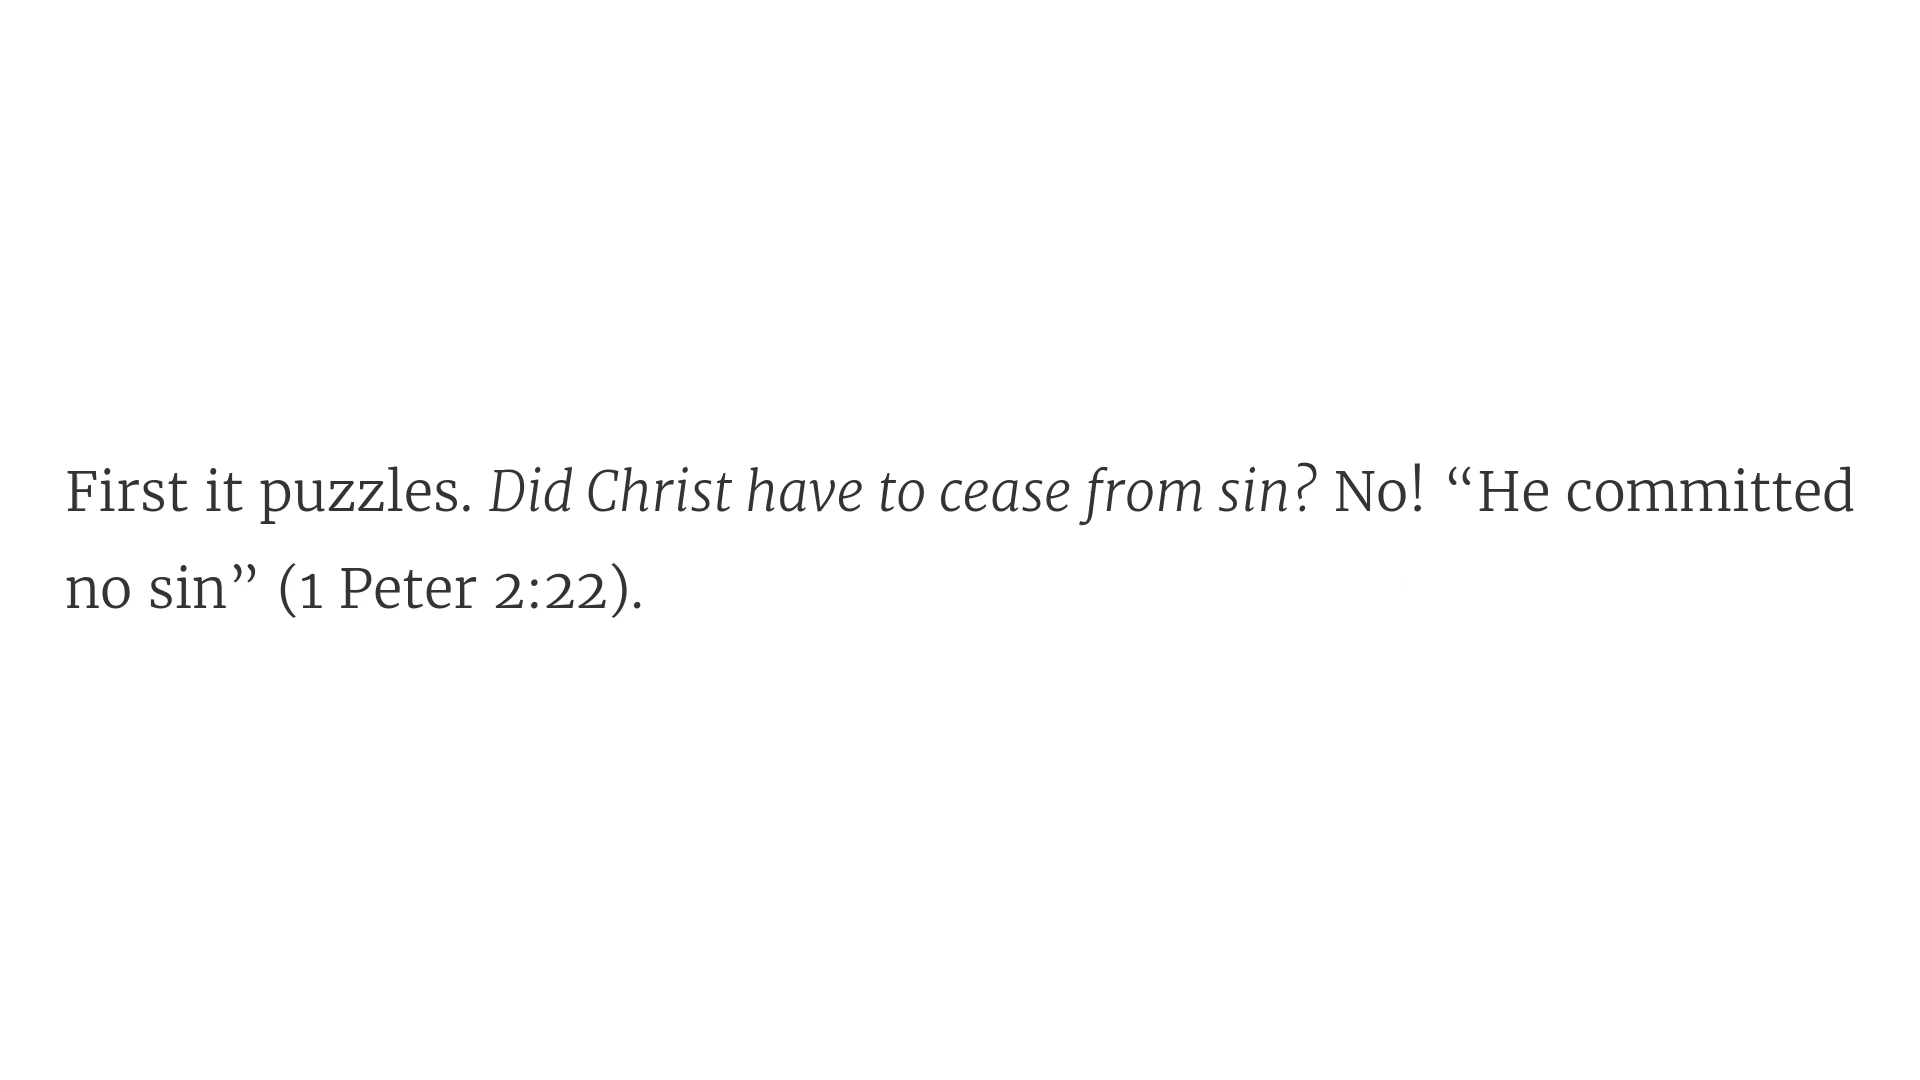 First it puzzles. Did Christ have to cease from sin? No! “He committed
no sin” (1 Peter 2:22).